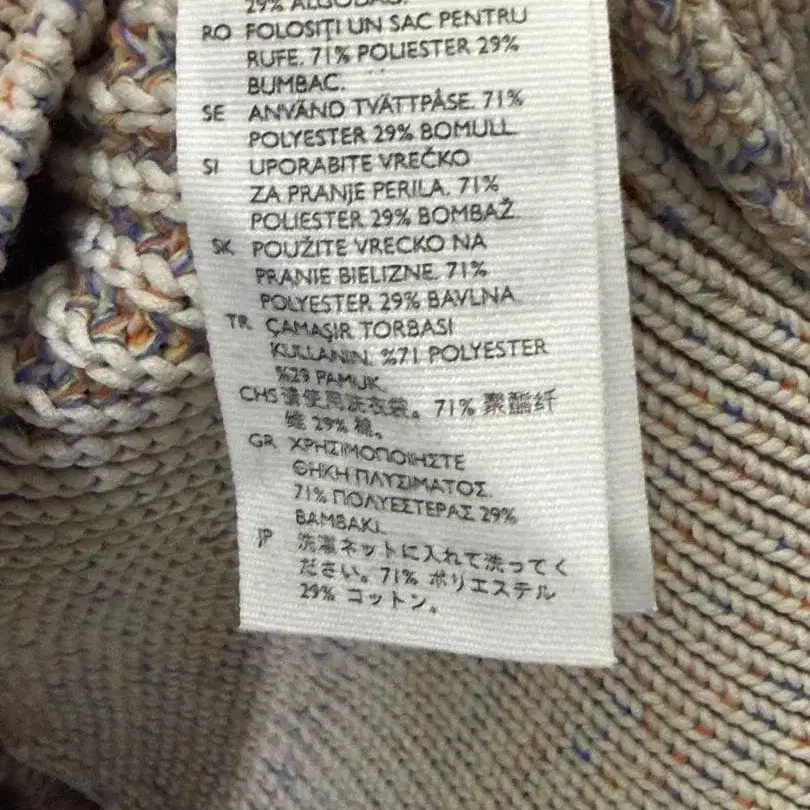 29% ALGODÃO.
RO FOLOSIȚI UN SAC PENTRU
RUFE. 71% POLIESTER 29%
BUMBAC.
SE ANVÄND TVÄTTPÅSE. 71%
POLYESTER 29% BOMULL
SI UPORABITE VREČKO
ZA PRANJE PERILA. 71%
POLIESTER 29% BOMBAŽ
SK POUŽITE VRECKO NA
PRANIE BIELIZNE. 71%
POLYESTER 29% BAVLNA
TR ÇAMAŞIR TORBASI
KULLANIN. %71 POLYESTER
%29 PAMUK
CHS 请使用洗衣袋。71% 聚酯纤
维 29% 棉。
GR ΧΡΗΣΙΜΟΠΟΙΗΣΤΕ
ΘΗΚΗ ΠΛΥΣΙΜΑΤΟΣ.
71% ΠΟΛΥΕΣΤΕΡΑΣ 29%
ΒΑΜΒΑΚΙ.
JP 洗濯ネットに入れて洗ってく
ださい。71% ポリエステル
29% コットン。